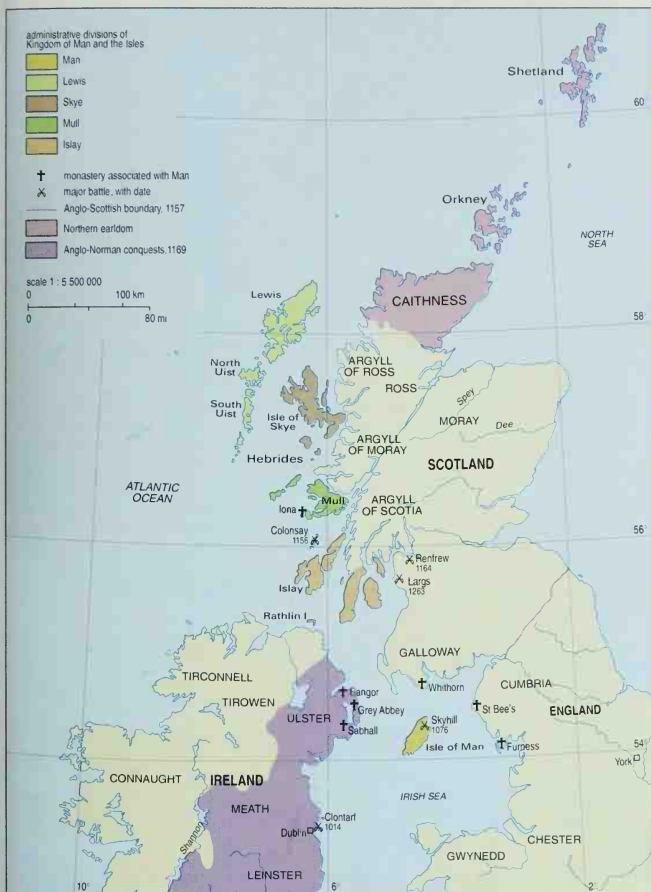 administrative divisions of
Kingdom of Man and the Isles
Man
Lewis
Skye
Mull
Islay
monastery associated with Man
major battle, with date
Anglo-Scottish boundary, 1157
Northern earldom
Anglo-Norman conquests, 1169
scale 1 : 5 500 000
0 100 km
0 80 mi
Shetland
60
Orkney
NORTH
SEA
CAITHNESS
Lewis
58
North
Uist
South
Uist
Isle of
Skye
Hebrides
ARGYLL
OF ROSS
ROSS
Spey
MORAY
Dee
ARGYLL
OF MORAY
SCOTLAND
ATLANTIC
OCEAN
Mull
Iona
ARGYLL
OF SCOTIA
56
Colonsay
1156
Renfrew
1164
Largs
1263
Islay
Rathlin I
GALLOWAY
TIRCONNELL
TIROWEN
ULSTER
Bangor
Grey Abbey
Sabhall
Whithorn
CUMBRIA
St Bee's
ENGLAND
Skyhill
1076
Isle of Man
Furness
54
York
CONNAUGHT
IRELAND
MEATH
IRISH SEA
Shannon
Clontarf
1014
Dublin
LEINSTER
CHESTER
GWYNEDD
10°
6°
2°